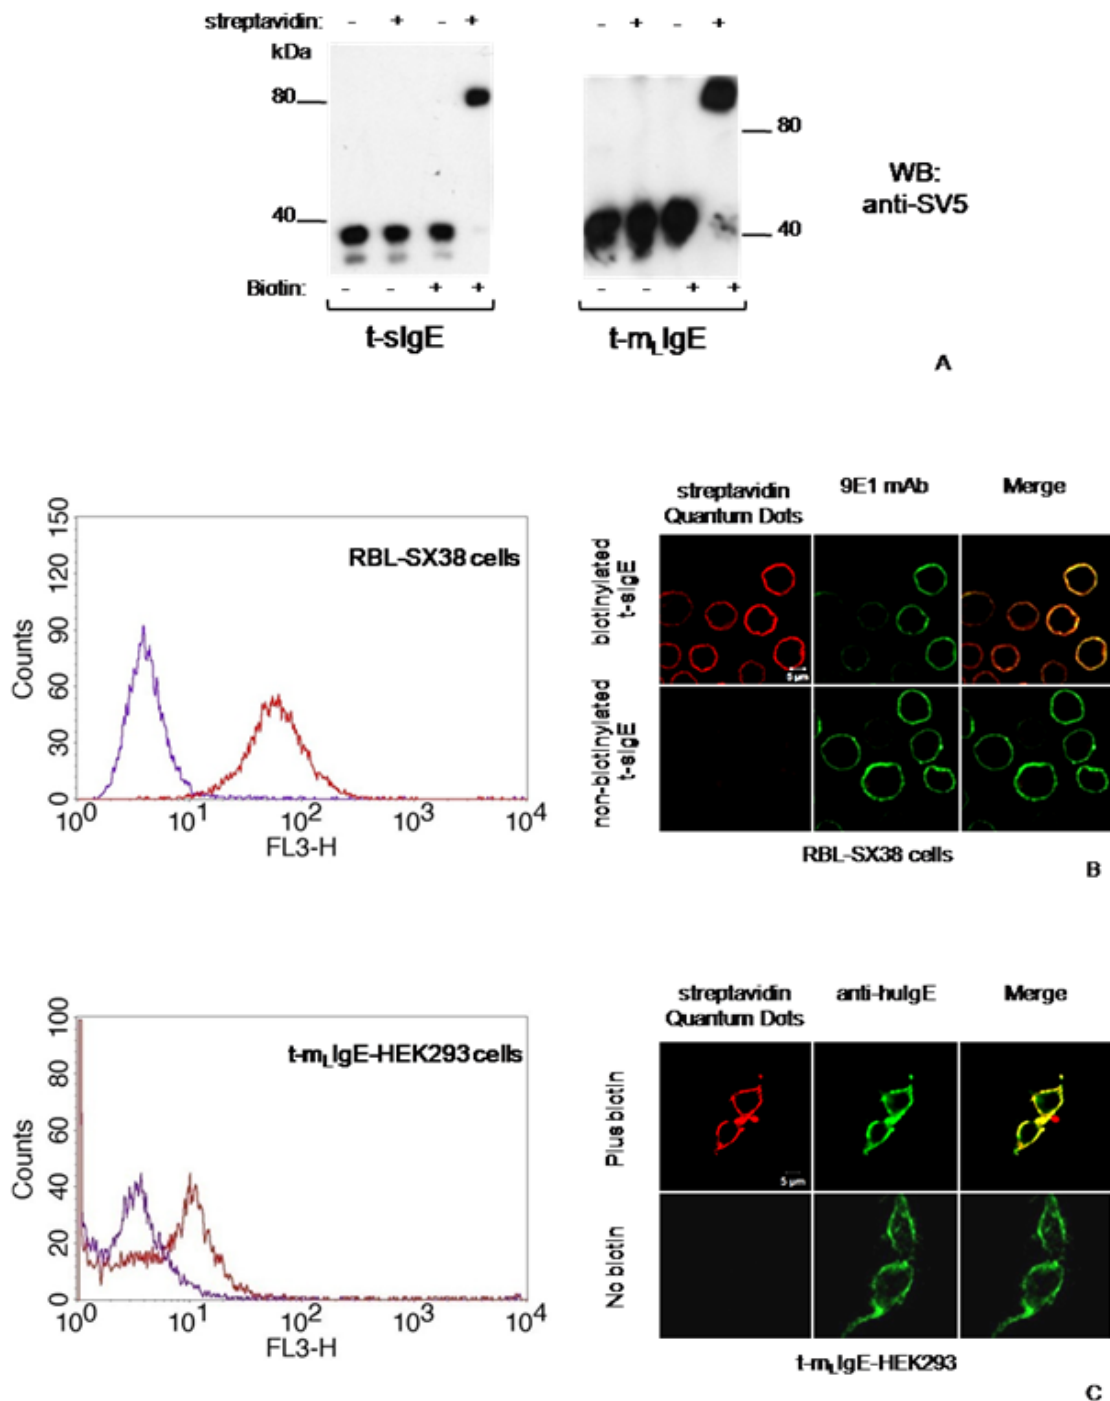 streptavidin: - + - + - + - +
kDa
80
40
80
40
WB:
anti-SV5
Biotin: - - + + - - + +
t-sIgE
t-mLIgE
A
150
120
90
60
30
0
Counts
RBL-SX38 cells
10^0 10^1 10^2 10^3 10^4
FL3-H
streptavidin
Quantum Dots
9E1 mAb
Merge
biotinylated
t-sIgE
5 µm
non-biotinylated
t-sIgE
RBL-SX38 cells
B
100
80
60
40
20
0
Counts
t-mLIgE-HEK293 cells
10^0 10^1 10^2 10^3 10^4
FL3-H
streptavidin
Quantum Dots
anti-huIgE
Merge
Plus biotin
5 µm
No biotin
t-mLIgE-HEK293
C